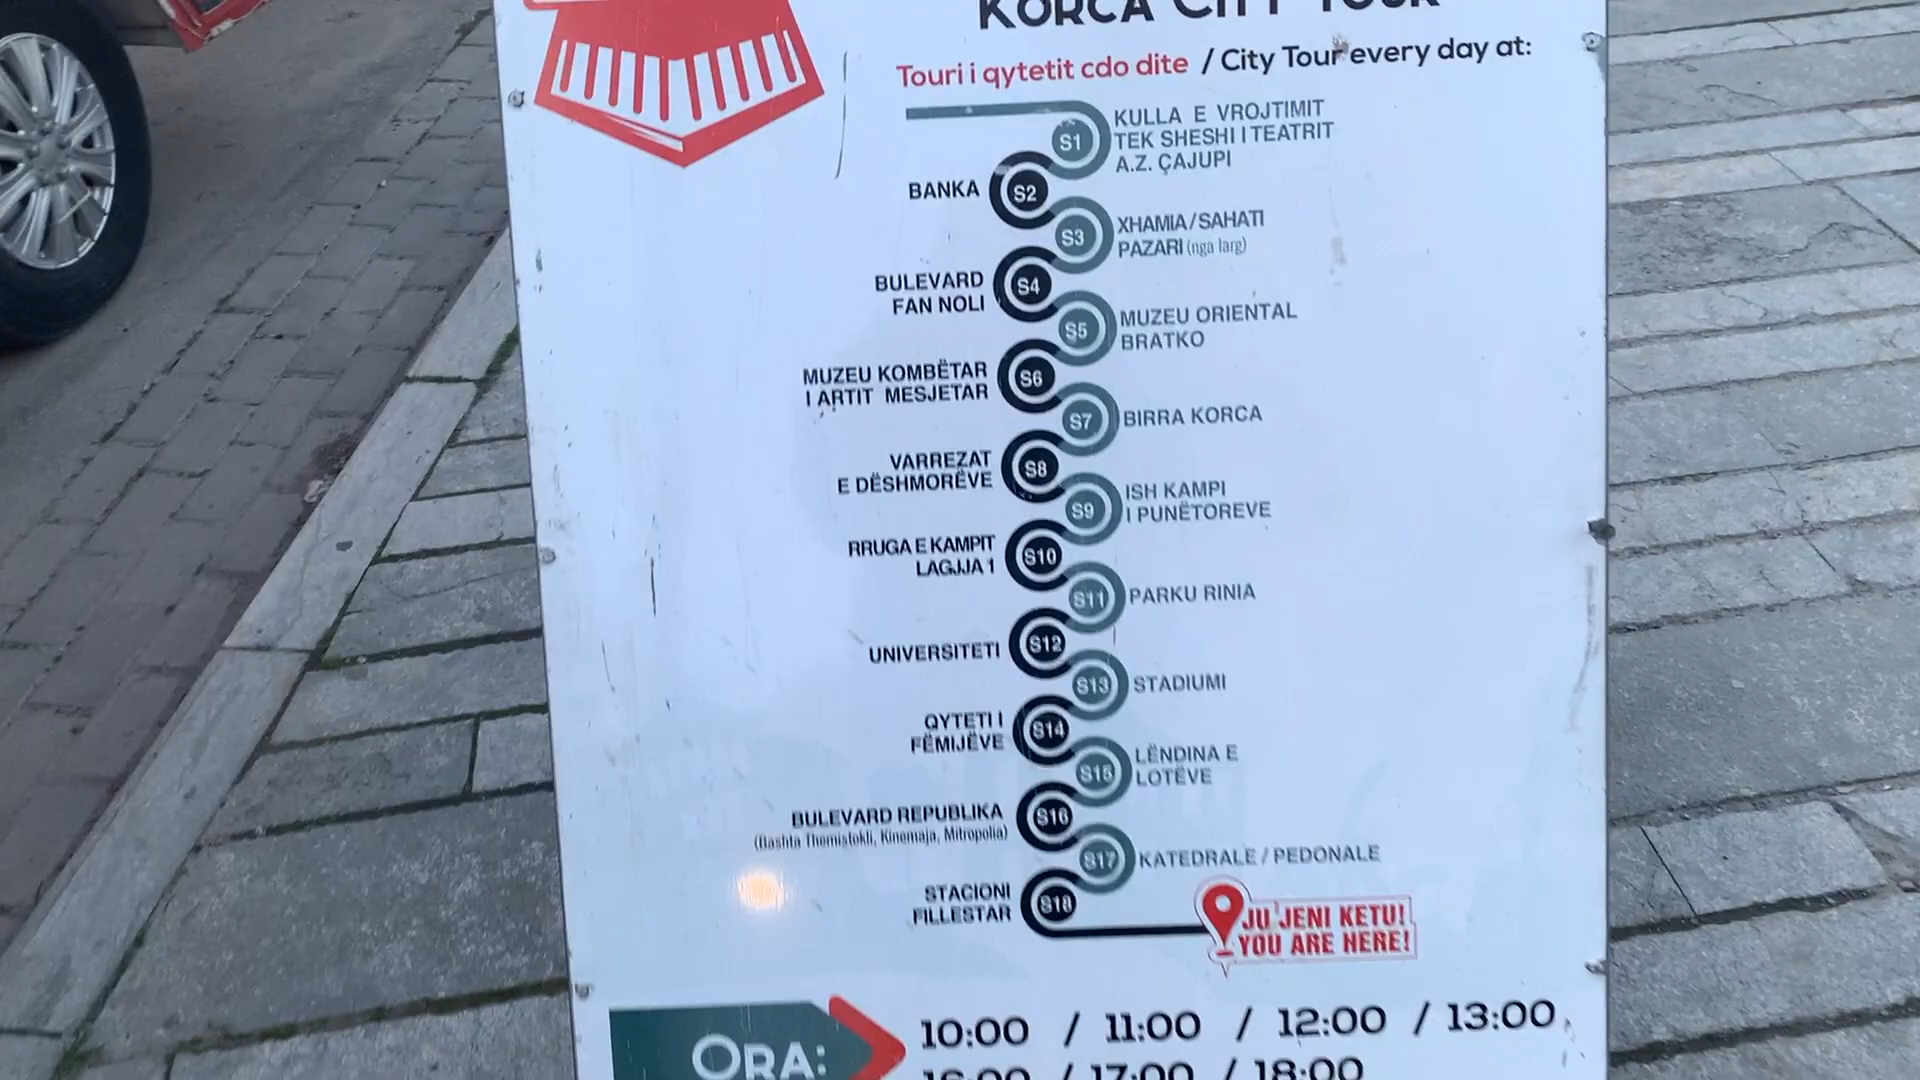 KORCA CITY TOUR
Touri i qytetit cdo dite / City Tour every day at:
S1 KULLA E VROJTIMIT
TEK SHESHI I TEATRIT
A.Z. ÇAJUPI
BANKA S2
S3 XHAMIA/SAHATI
PAZARI (nga larg)
BULEVARD
FAN NOLI S4
S5 MUZEU ORIENTAL
BRATKO
MUZEU KOMBËTAR
I ARTIT MESJETAR S6
S7 BIRRA KORCA
VARREZAT
E DËSHMORËVE S8
S9 ISH KAMPI
I PUNËTOREVE
RRUGA E KAMPIT
LAGJJA 1 S10
S11 PARKU RINIA
UNIVERSITETI S12
S13 STADIUMI
QYTETI I
FËMIJËVE S14
S15 LËNDINA E
LOTËVE
BULEVARD REPUBLIKA
(Bashta Themistokli, Kinemaja, Mitropolia) S16
S17 KATEDRALE / PEDONALE
STACIONI
FILLESTAR S18
JU JENI KETU!
YOU ARE HERE!
ORA: 10:00 / 11:00 / 12:00 / 13:00,
16:00 / 17:00 / 18:00